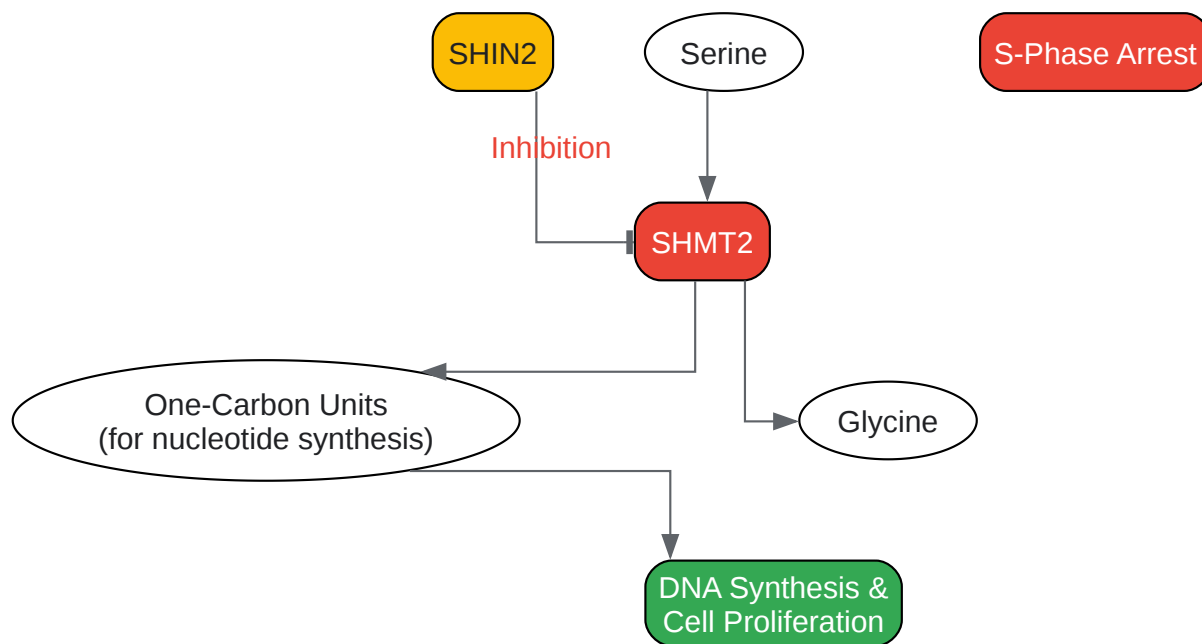 SHIN2
Serine
S-Phase Arrest
Inhibition
SHMT2
One-Carbon Units
(for nucleotide synthesis)
Glycine
DNA Synthesis &
Cell Proliferation